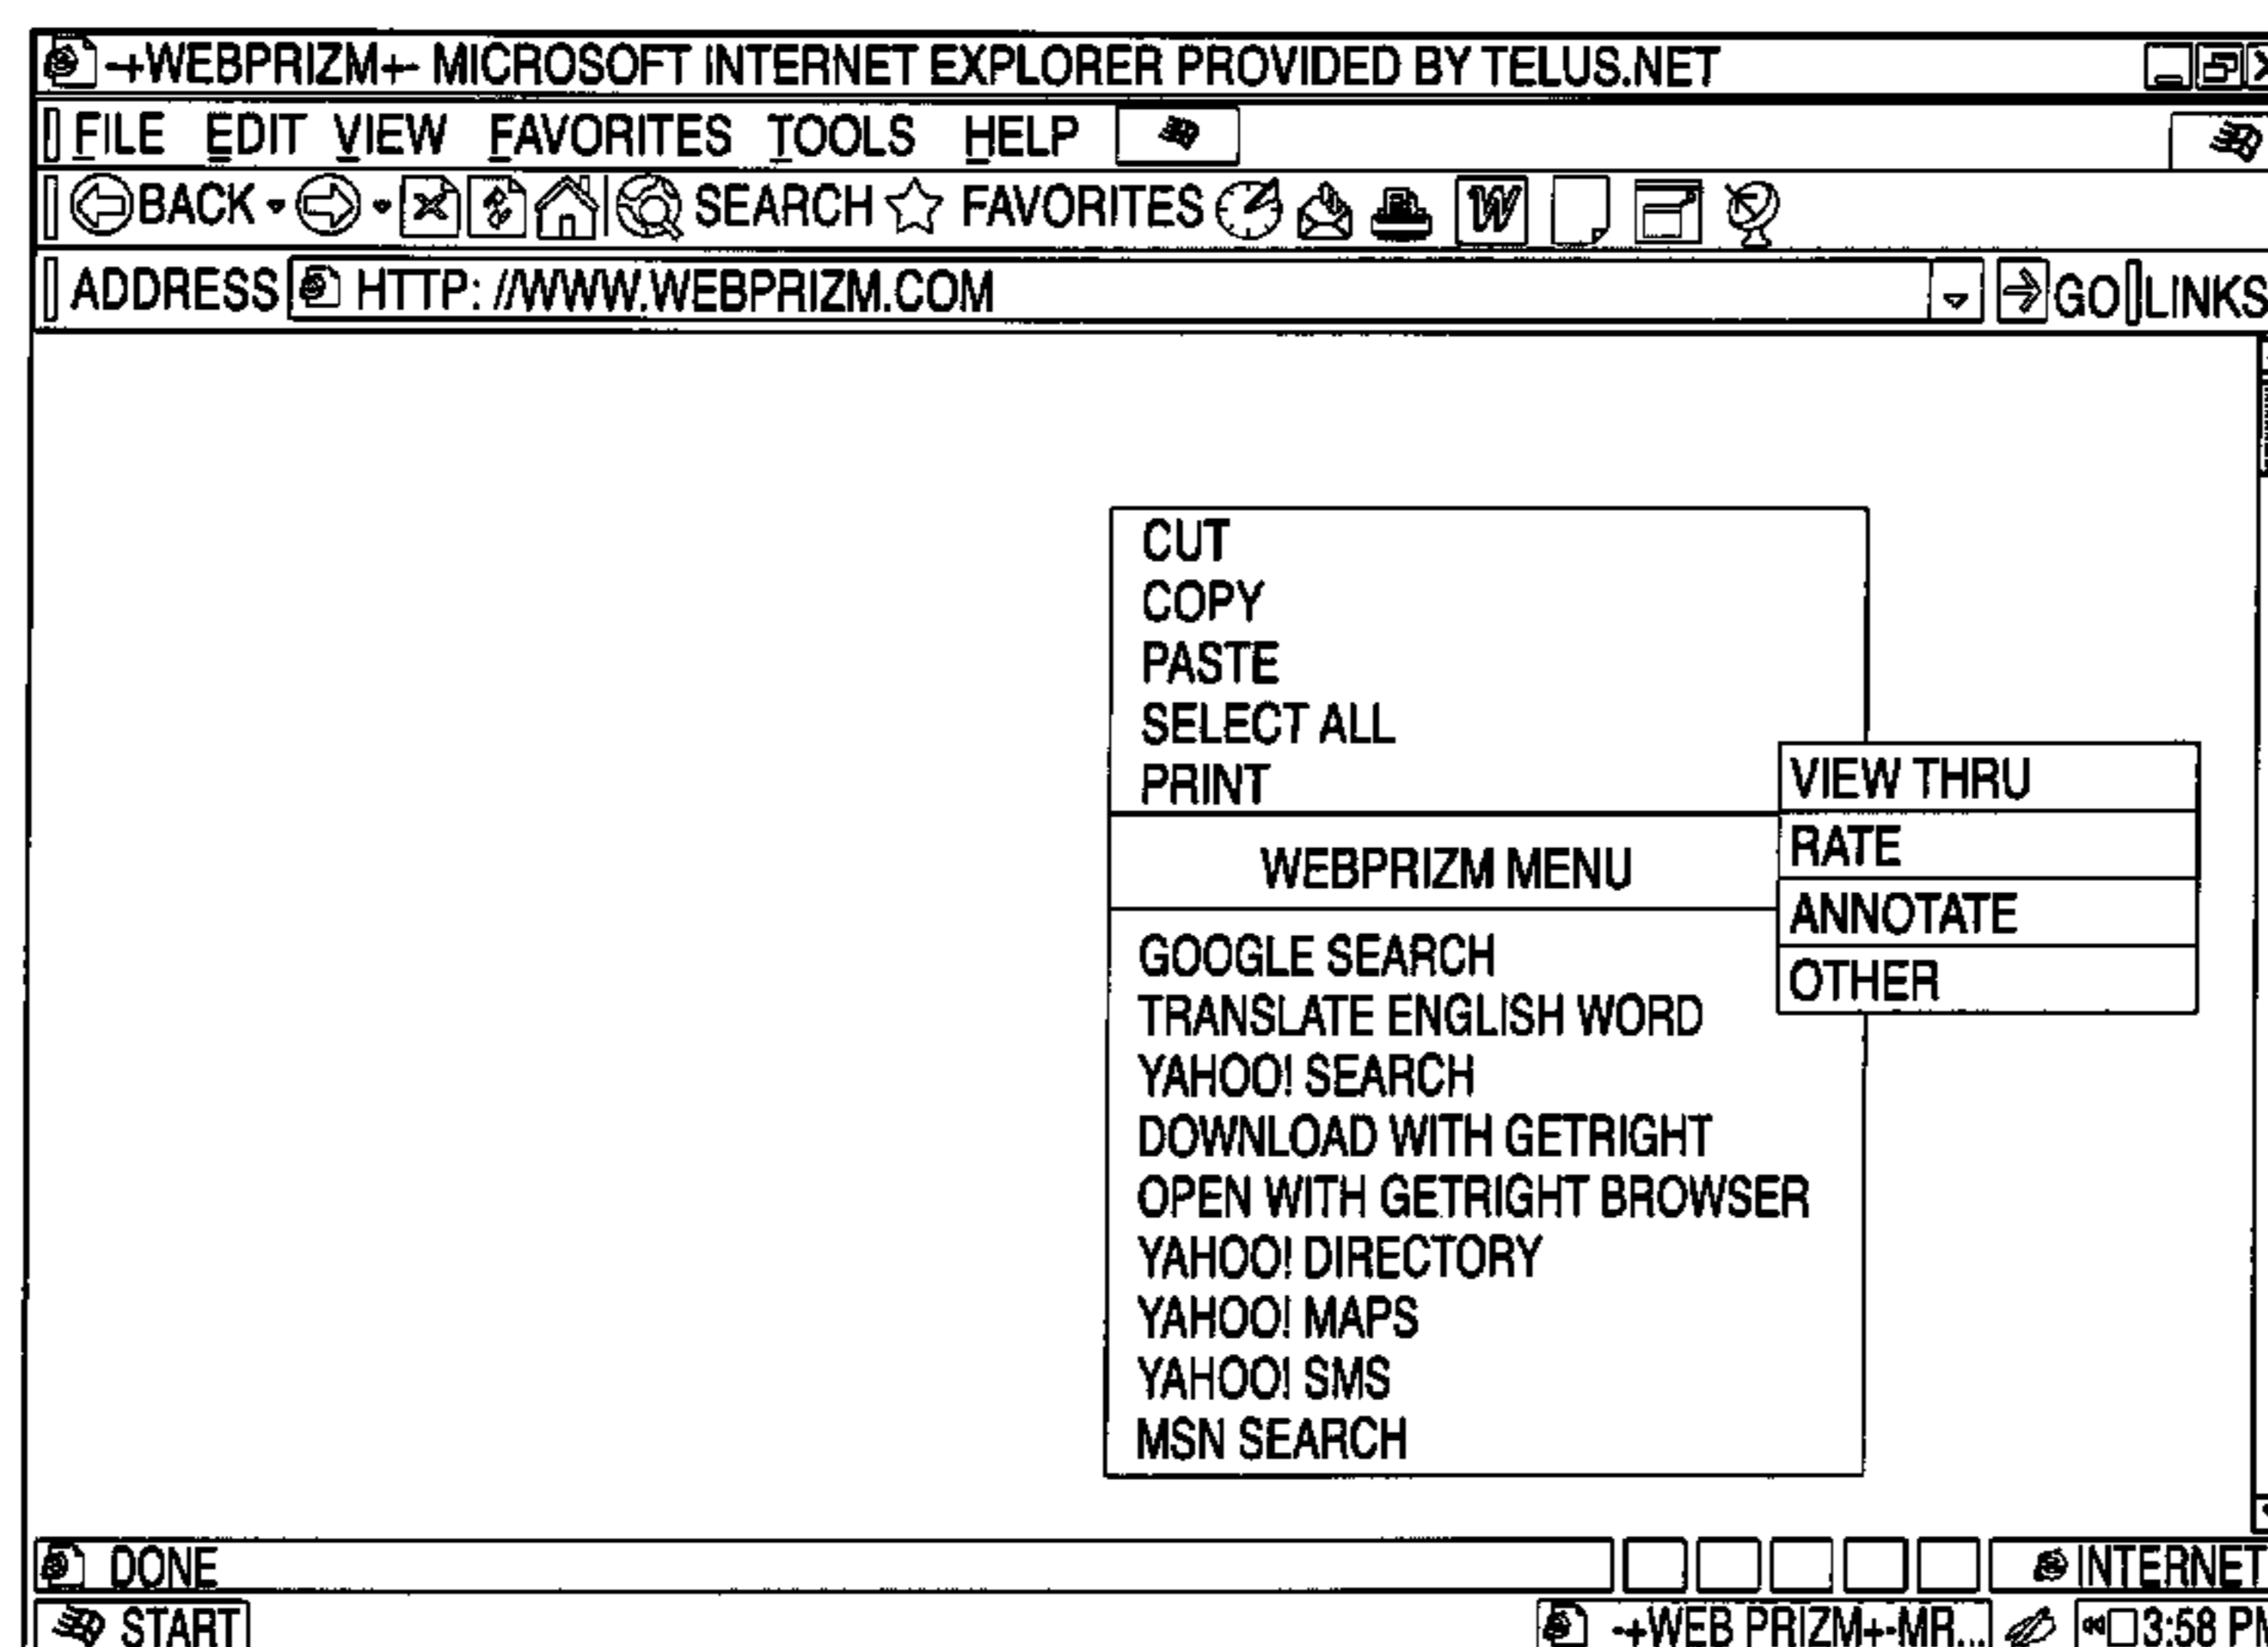 -+WEBPRIZM+- MICROSOFT INTERNET EXPLORER PROVIDED BY TELUS.NET
FILE EDIT VIEW FAVORITES TOOLS HELP
BACK SEARCH FAVORITES W
ADDRESS HTTP: //WWW.WEBPRIZM.COM GO LINKS
CUT
COPY
PASTE
SELECT ALL
PRINT
WEBPRIZM MENU
GOOGLE SEARCH
TRANSLATE ENGLISH WORD
YAHOO! SEARCH
DOWNLOAD WITH GETRIGHT
OPEN WITH GETRIGHT BROWSER
YAHOO! DIRECTORY
YAHOO! MAPS
YAHOO! SMS
MSN SEARCH
VIEW THRU
RATE
ANNOTATE
OTHER
DONE INTERNET
START -+WEB PRIZM+-MR... 3:58 PM